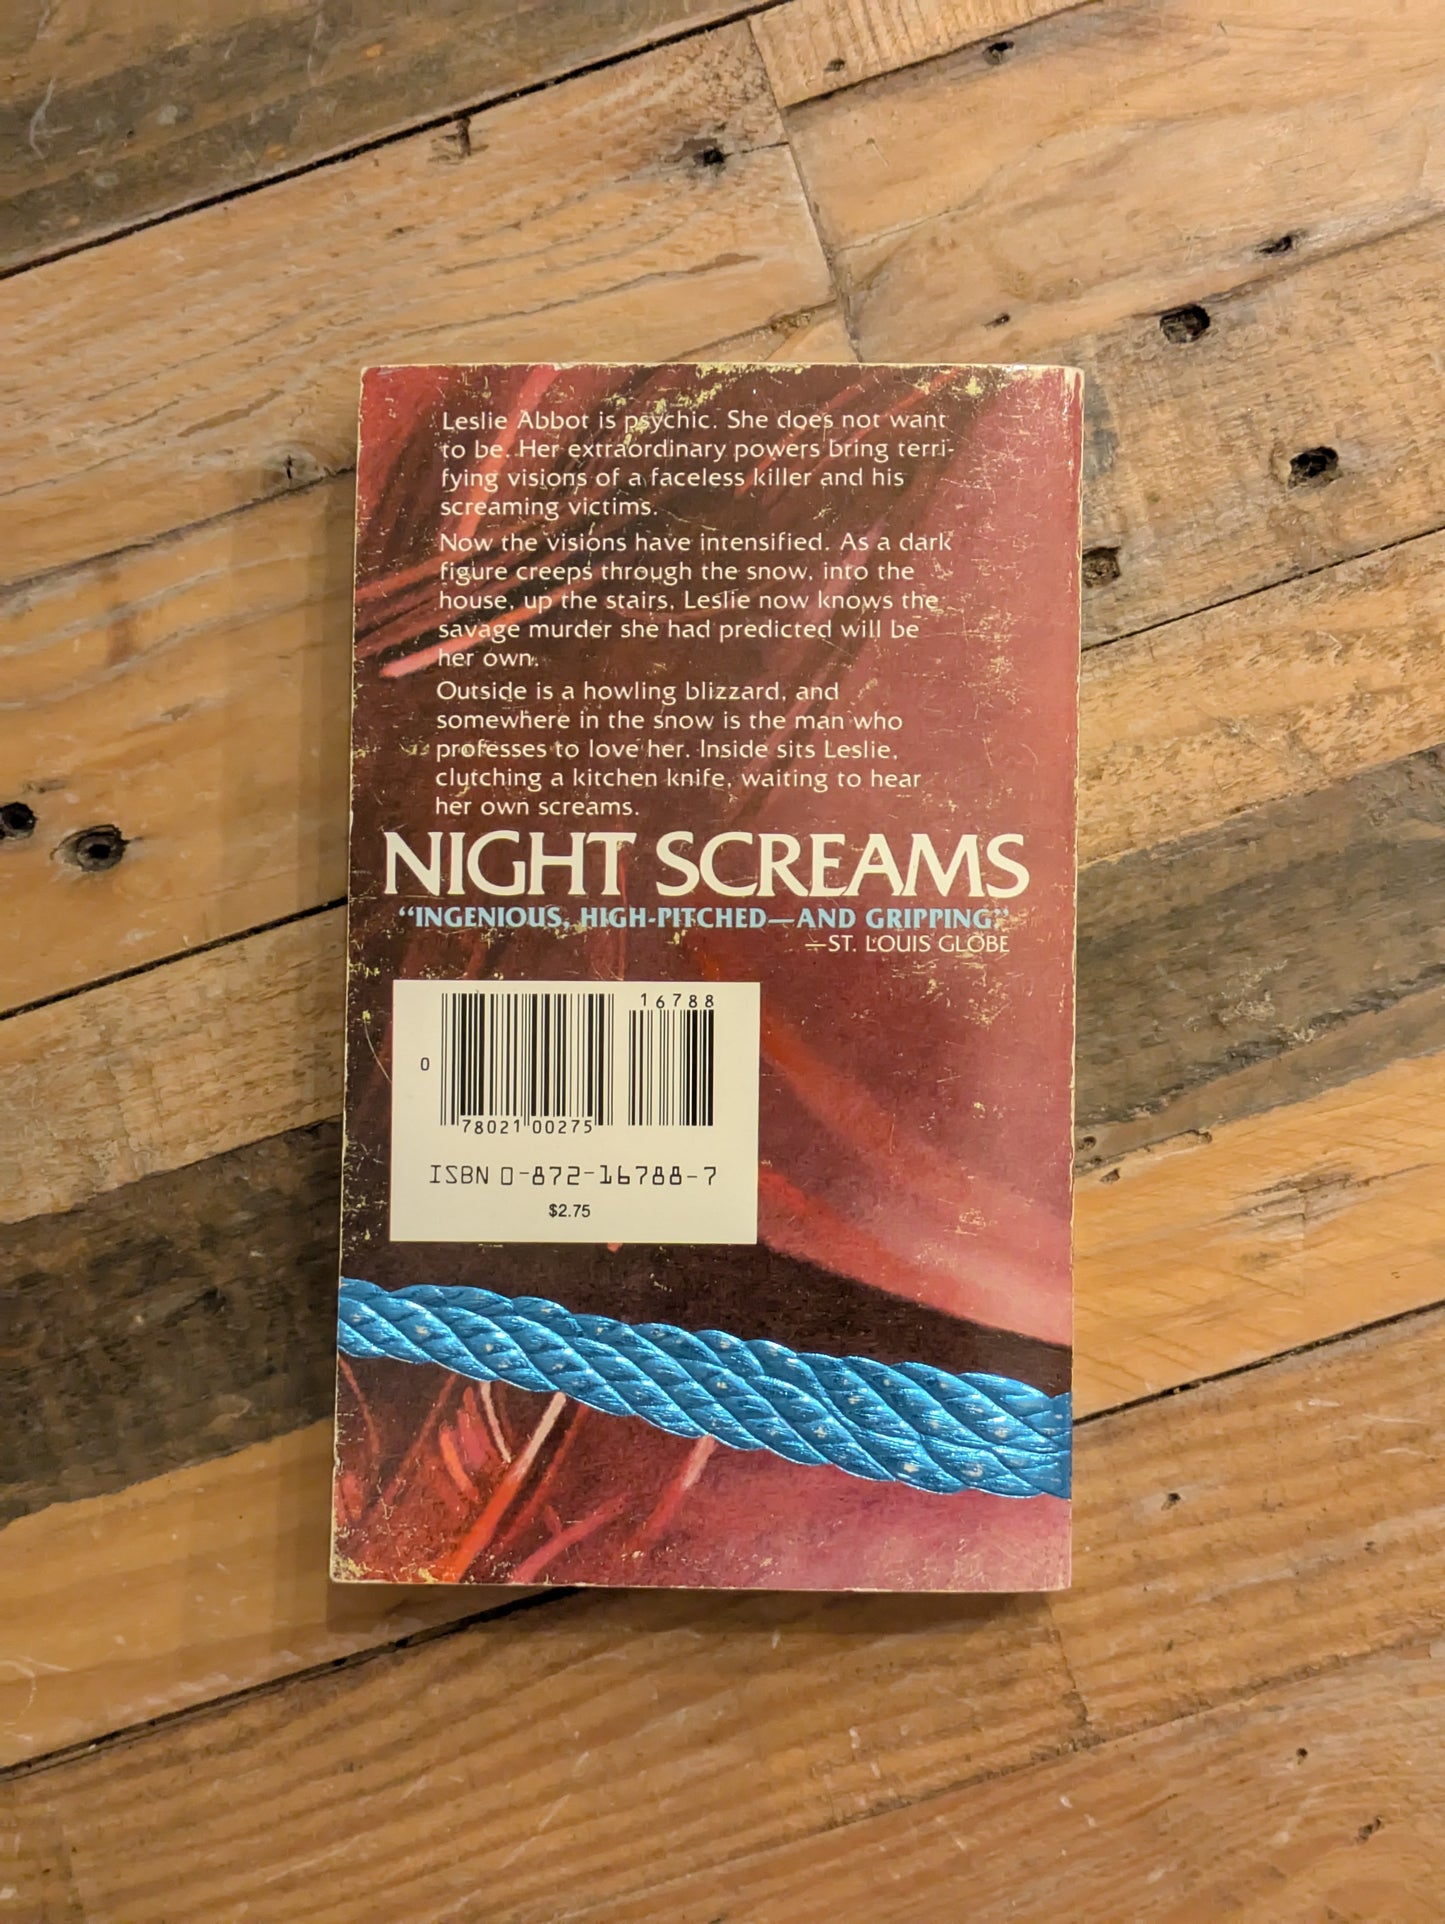 Leslie Abbot is psychic. She does not want
to be. Her extraordinary powers bring terri-
fying visions of a faceless killer and his
screaming victims.
Now the visions have intensified. As a dark
figure creeps through the snow, into the
house, up the stairs, Leslie now knows the
savage murder she had predicted will be
her own.
Outside is a howling blizzard, and
somewhere in the snow is the man who
professes to love her. Inside sits Leslie,
clutching a kitchen knife, waiting to hear
her own screams.
NIGHT SCREAMS
“INGENIOUS, HIGH-PITCHED—AND GRIPPING.”
—ST. LOUIS GLOBE
16788
0
78021 00275
ISBN 0-872-16788-7
$2.75